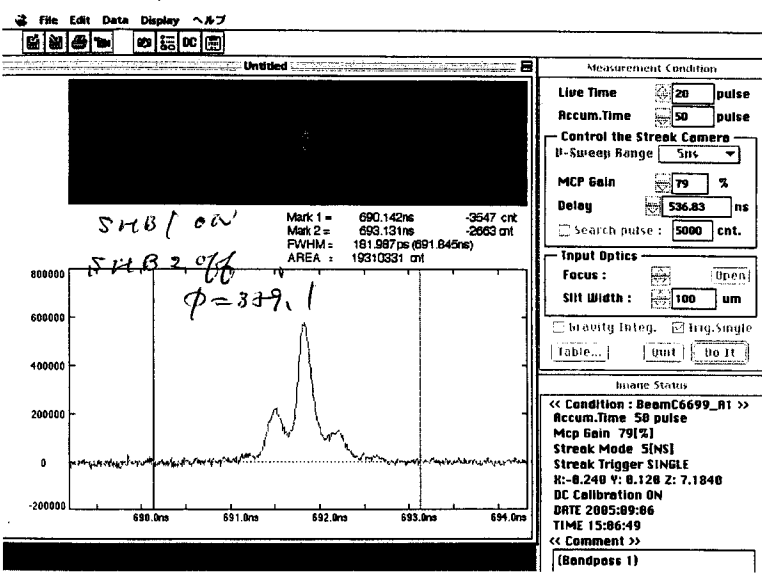 File Edit Data Display ヘルプ
DC
Untitled
SHB1 on
SHB2 off
Mark 1 = 690.142ns -3547 cnt
Mark 2 = 693.131ns -2663 cnt
FWHM = 181.987ps (691.845ns)
AREA : 19310331 cnt
800000
600000
400000
200000
0
-200000
690.0ns 691.0ns 692.0ns 693.0ns 694.0ns
Measurement Condition
Live Time 20 pulse
Accum.Time 50 pulse
Control the Streak Camera
V-Sweep Range 5ns
MCP Gain 79 %
Delay 536.83 ns
Search pulse : 5000 cnt.
Input Optics
Focus : Open
Slit Width : 100 um
Gravity Integ. Trig.Single
Table... Quit Do It
Image Status
<< Condition : BeamC6699_A1 >>
Accum.Time 50 pulse
Mcp Gain 79[%]
Streak Mode 5[NS]
Streak Trigger SINGLE
X:-0.240 Y: 0.120 Z: 7.1840
DC Calibration ON
DATE 2005:09:06
TIME 15:06:49
<< Comment >>
(Bandpass 1)